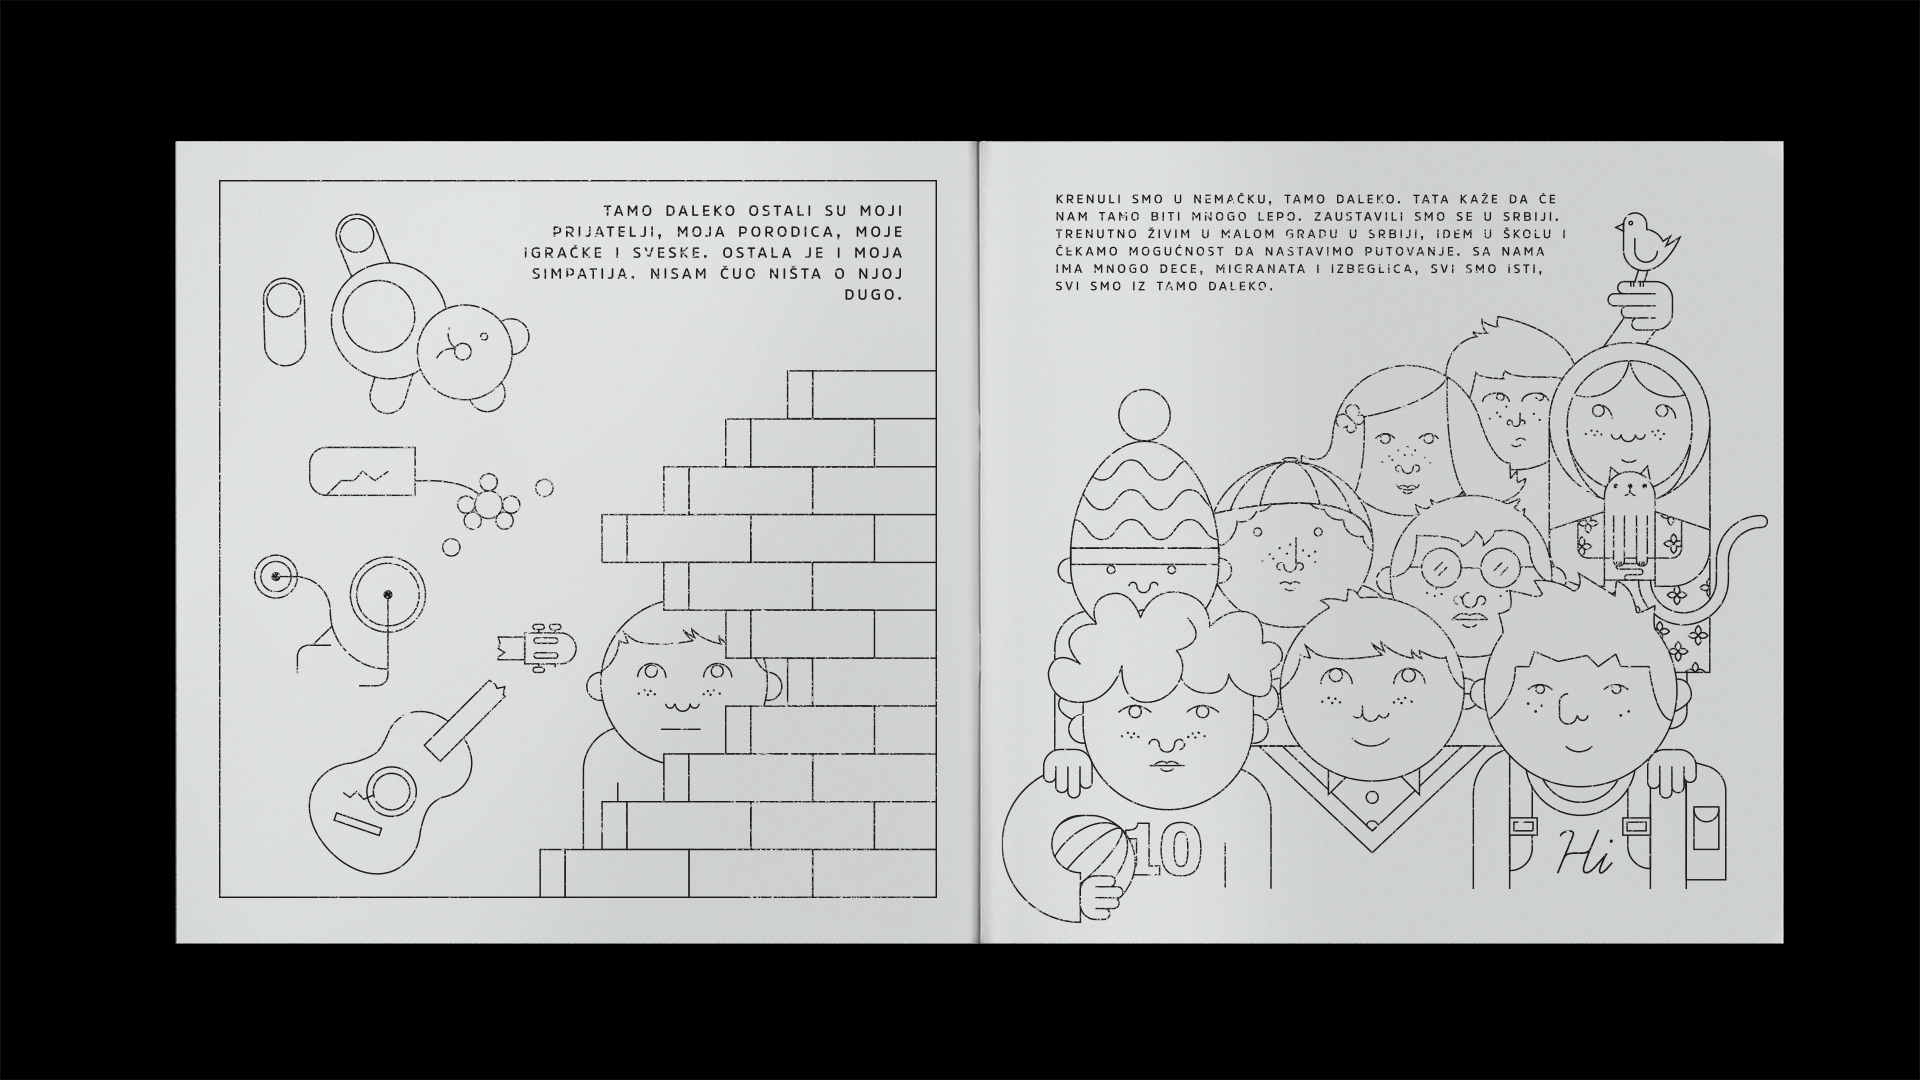 TAMO DALEKO OSTALI SU MOJI
PRIJATELJI, MOJA PORODICA, MOJE
IGRAČKE I SVESKE. OSTALA JE I MOJA
SIMPATIJA. NISAM ČUO NIŠTA O NJOJ
DUGO.
KRENULI SMO U NEMAČKU, TAMO DALEKO. TATA KAŽE DA ĆE
NAM TAMO BITI MNOGO LEPO. ZAUSTAVILI SMO SE U SRBIJI.
TRENUTNO ŽIVIM U MALOM GRADU U SRBIJI, IDEM U ŠKOLU I
ČEKAMO MOGUĆNOST DA NASTAVIMO PUTOVANJE. SA NAMA
IMA MNOGO DECE, MIGRANATA I IZBEGLICA, SVI SMO ISTI,
SVI SMO IZ TAMO DALEKO.
10
Hi